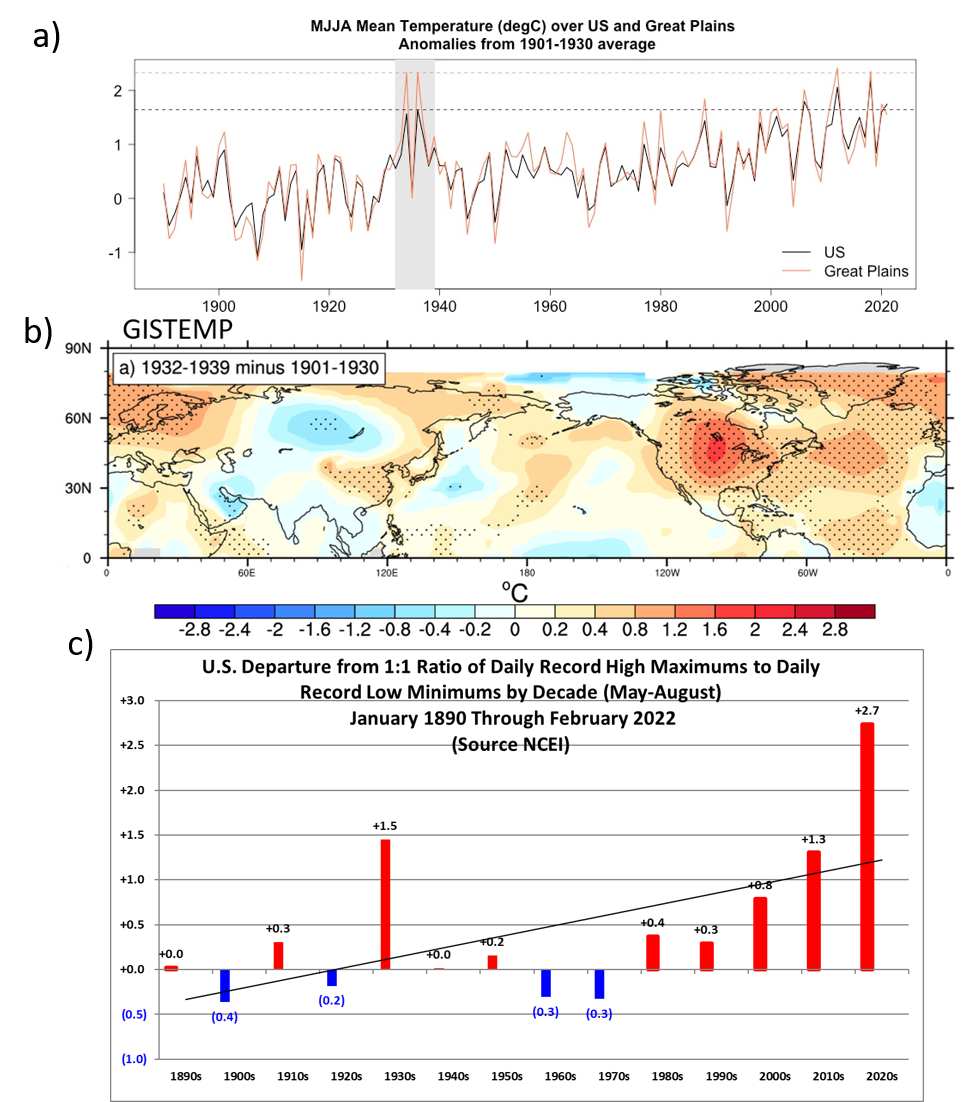 a)
MJJA Mean Temperature (degC) over US and Great Plains
Anomalies from 1901-1930 average
2
1
0
-1
US
Great Plains
1900 1920 1940 1960 1980 2000 2020
b) GISTEMP
90N
a) 1932-1939 minus 1901-1930
60N
30N
0
0 60E 120E 180 120W 60W 0
°C
-2.8 -2.4 -2 -1.6 -1.2 -0.8 -0.4 -0.2 0 0.2 0.4 0.8 1.2 1.6 2 2.4 2.8
c)
U.S. Departure from 1:1 Ratio of Daily Record High Maximums to Daily
Record Low Minimums by Decade (May-August)
January 1890 Through February 2022
(Source NCEI)
+3.0
+2.7
+2.5
+2.0
+1.5
+1.5
+1.3
+1.0
+0.8
+0.5
+0.3
+0.4
+0.3
+0.0
+0.0
+0.2
+0.0
(0.5)
(0.4)
(0.2)
(0.3)
(0.3)
(1.0)
1890s 1900s 1910s 1920s 1930s 1940s 1950s 1960s 1970s 1980s 1990s 2000s 2010s 2020s